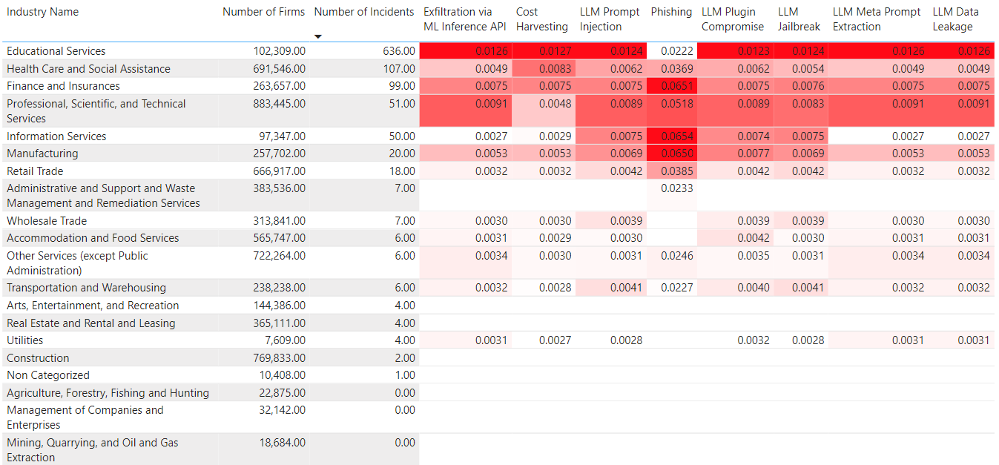 Industry Name Number of Firms Number of Incidents Exfiltration via ML Inference API Cost Harvesting LLM Prompt Injection Phishing LLM Plugin Compromise LLM Jailbreak LLM Meta Prompt Extraction LLM Data Leakage
Educational Services 102,309.00 636.00 0.0126 0.0127 0.0124 0.0222 0.0123 0.0124 0.0126 0.0126
Health Care and Social Assistance 691,546.00 107.00 0.0049 0.0083 0.0062 0.0369 0.0062 0.0054 0.0049 0.0049
Finance and Insurances 263,657.00 99.00 0.0075 0.0075 0.0075 0.0651 0.0075 0.0076 0.0075 0.0075
Professional, Scientific, and Technical 883,445.00 51.00 0.0091 0.0048 0.0089 0.0518 0.0089 0.0083 0.0091 0.0091
Services
Information Services 97,347.00 50.00 0.0027 0.0029 0.0075 0.0654 0.0074 0.0075 0.0027 0.0027
Manufacturing 257,702.00 20.00 0.0053 0.0053 0.0069 0.0650 0.0077 0.0069 0.0053 0.0053
Retail Trade 666,917.00 18.00 0.0032 0.0032 0.0042 0.0385 0.0042 0.0042 0.0032 0.0032
Administrative and Support and Waste 383,536.00 7.00 0.0233
Management and Remediation Services
Wholesale Trade 313,841.00 7.00 0.0030 0.0030 0.0039 0.0039 0.0039 0.0030 0.0030
Accommodation and Food Services 565,747.00 6.00 0.0031 0.0029 0.0030 0.0042 0.0030 0.0031 0.0031
Other Services (except Public 722,264.00 6.00 0.0034 0.0030 0.0031 0.0246 0.0035 0.0031 0.0034 0.0034
Administration)
Transportation and Warehousing 238,238.00 6.00 0.0032 0.0028 0.0041 0.0227 0.0040 0.0041 0.0032 0.0032
Arts, Entertainment, and Recreation 144,386.00 4.00
Real Estate and Rental and Leasing 365,111.00 4.00
Utilities 7,609.00 4.00 0.0031 0.0027 0.0028 0.0032 0.0028 0.0031 0.0031
Construction 769,833.00 2.00
Non Categorized 10,408.00 1.00
Agriculture, Forestry, Fishing and Hunting 22,875.00 0.00
Management of Companies and 32,142.00 0.00
Enterprises
Mining, Quarrying, and Oil and Gas 18,684.00 0.00
Extraction